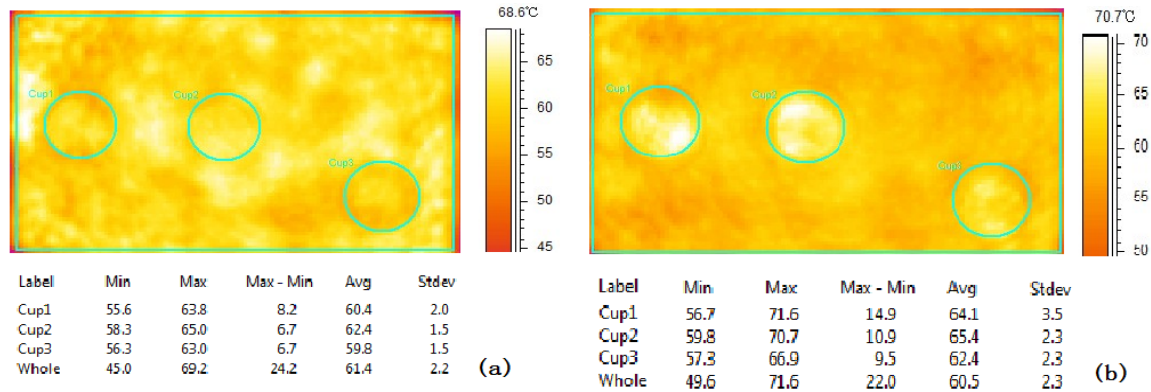 68.6℃
65
60
55
50
45
Cup1
Cup2
Cup3
Label Min Max Max - Min Avg Stdev
Cup1 55.6 63.8 8.2 60.4 2.0
Cup2 58.3 65.0 6.7 62.4 1.5
Cup3 56.3 63.0 6.7 59.8 1.5
Whole 45.0 69.2 24.2 61.4 2.2
(a)
70.7℃
70
65
60
55
50
Cup1
Cup2
Cup3
Label Min Max Max - Min Avg Stdev
Cup1 56.7 71.6 14.9 64.1 3.5
Cup2 59.8 70.7 10.9 65.4 2.3
Cup3 57.3 66.9 9.5 62.4 2.3
Whole 49.6 71.6 22.0 60.5 2.3
(b)